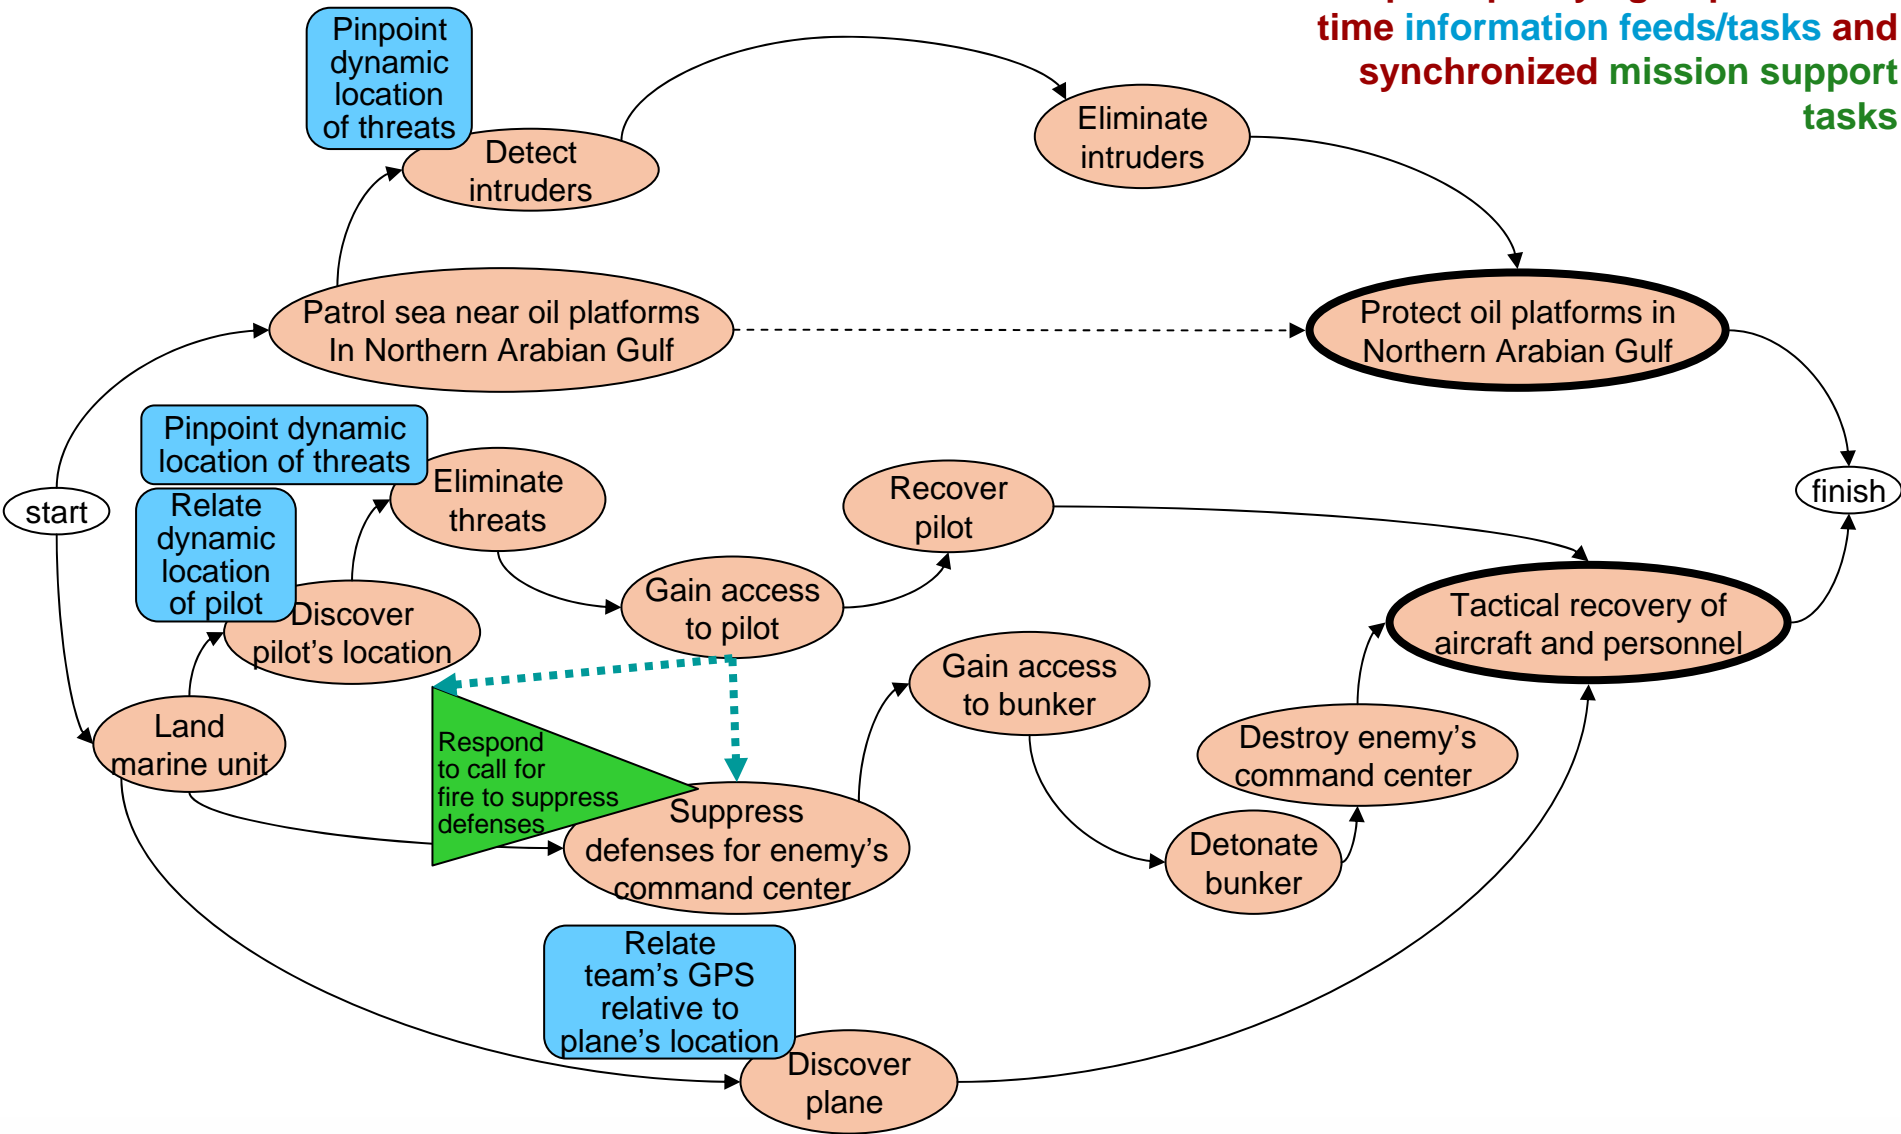 time information feeds/tasks and
synchronized mission support
tasks
Pinpoint
dynamic
location
of threats
Detect
intruders
Eliminate
intruders
Patrol sea near oil platforms
In Northern Arabian Gulf
Protect oil platforms in
Northern Arabian Gulf
Pinpoint dynamic
location of threats
Eliminate
threats
Recover
pilot
start
finish
Relate
dynamic
location
of pilot
Discover
pilot's location
Gain access
to pilot
Tactical recovery of
aircraft and personnel
Gain access
to bunker
Land
marine unit
Respond
to call for
fire to suppress
defenses
Suppress
defenses for enemy's
command center
Destroy enemy's
command center
Detonate
bunker
Relate
team's GPS
relative to
plane's location
Discover
plane